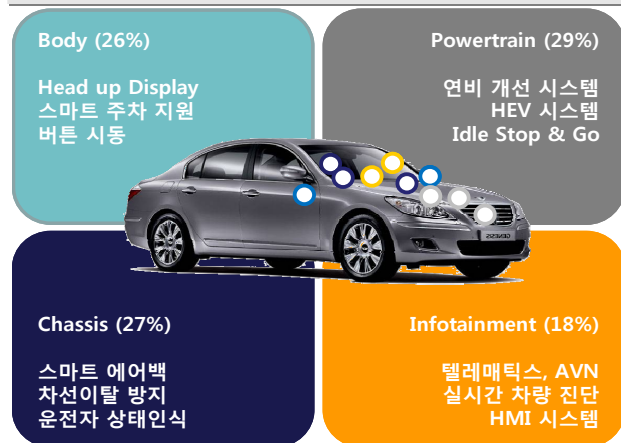 Body (26%)
Head up Display
스마트 주차 지원
버튼 시동
Powertrain (29%)
연비 개선 시스템
HEV 시스템
Idle Stop & Go
Chassis (27%)
스마트 에어백
차선이탈 방지
운전자 상태인식
Infotainment (18%)
텔레매틱스, AVN
실시간 차량 진단
HMI 시스템